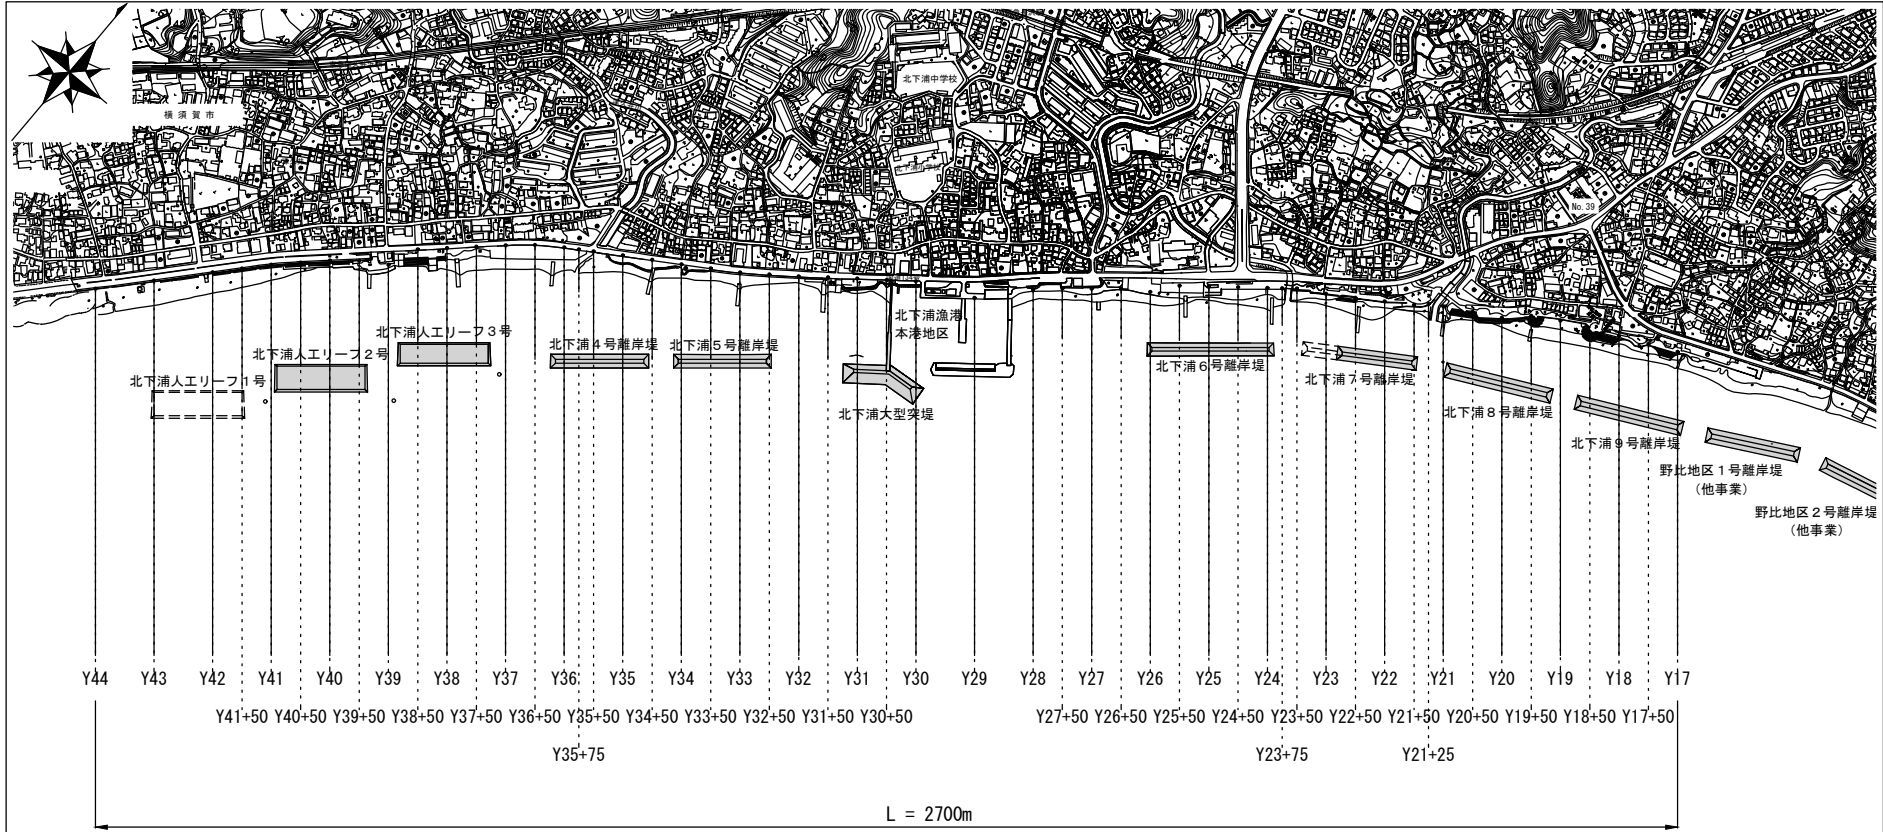 横須賀市
北下浦中学校
北下浦小学校
No.39
北下浦漁港
本港地区
北下浦人工リーフ3号
北下浦人工リーフ2号
北下浦人工リーフ1号
北下浦4号離岸堤
北下浦5号離岸堤
北下浦大型突堤
北下浦6号離岸堤
北下浦7号離岸堤
北下浦8号離岸堤
北下浦9号離岸堤
野比地区1号離岸堤
(他事業)
野比地区2号離岸堤
(他事業)
Y44 Y43 Y42 Y41 Y40 Y39 Y38 Y37 Y36 Y35 Y34 Y33 Y32 Y31 Y30 Y29 Y28 Y27 Y26 Y25 Y24 Y23 Y22 Y21 Y20 Y19 Y18 Y17
Y41+50 Y40+50 Y39+50 Y38+50 Y37+50 Y36+50 Y35+50 Y34+50 Y33+50 Y32+50 Y31+50 Y30+50 Y27+50 Y26+50 Y25+50 Y24+50 Y23+50 Y22+50 Y21+50 Y20+50 Y19+50 Y18+50 Y17+50
Y35+75 Y23+75 Y21+25
L = 2700m